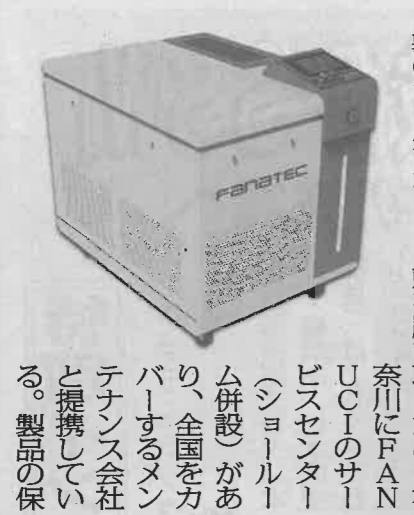 FANATEC
奈川にFAN
UCIのサー
ビスセンター
（ショールー
ム併設）があ
り、全国をカ
バーするメン
テナンス会社
と提携してい
る。製品の保